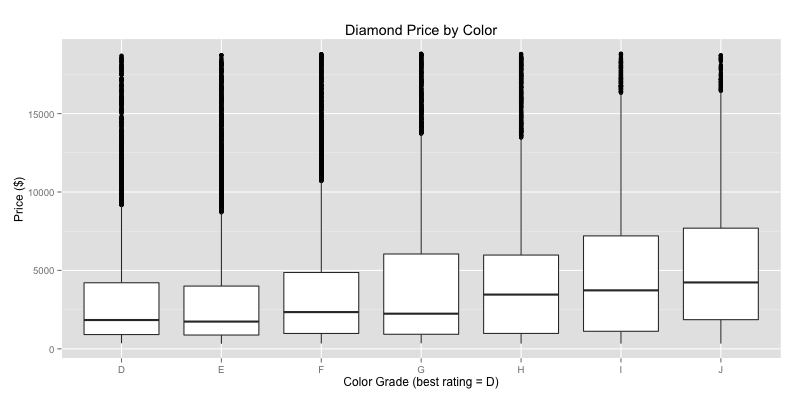 Diamond Price by Color
Price ($)
15000
10000
5000
0
D E F G H I J
Color Grade (best rating = D)